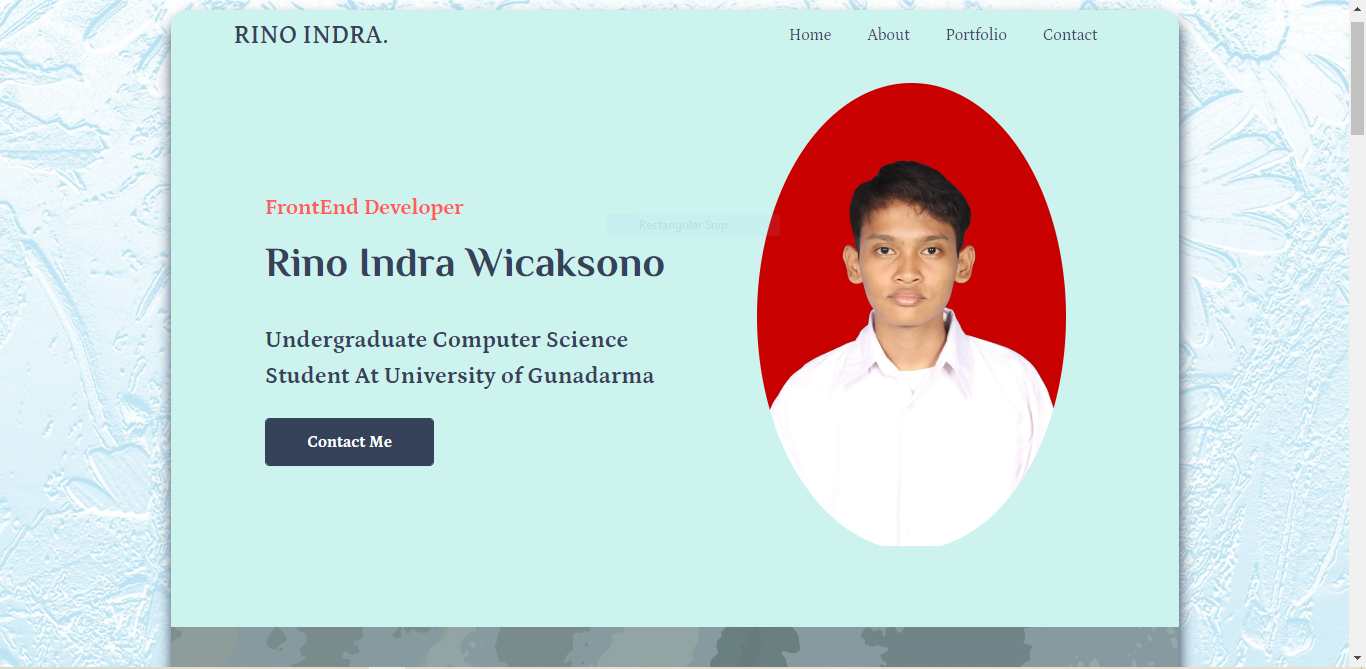 RINO INDRA.
Home About Portfolio Contact
FrontEnd Developer
Rectangular Snip
Rino Indra Wicaksono
Undergraduate Computer Science
Student At University of Gunadarma
Contact Me